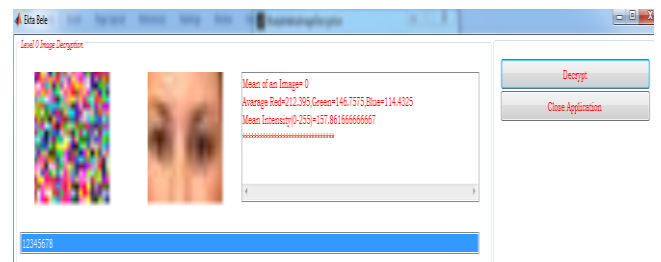 Ekta Bele
Level 0 Image Decryption
Mean of an Image= 0
Avarage Red=212.395,Green=146.7575,Blue=114.4325
Mean Intensity(0-255)=157.861666666667
12345678
Decrypt
Close Application